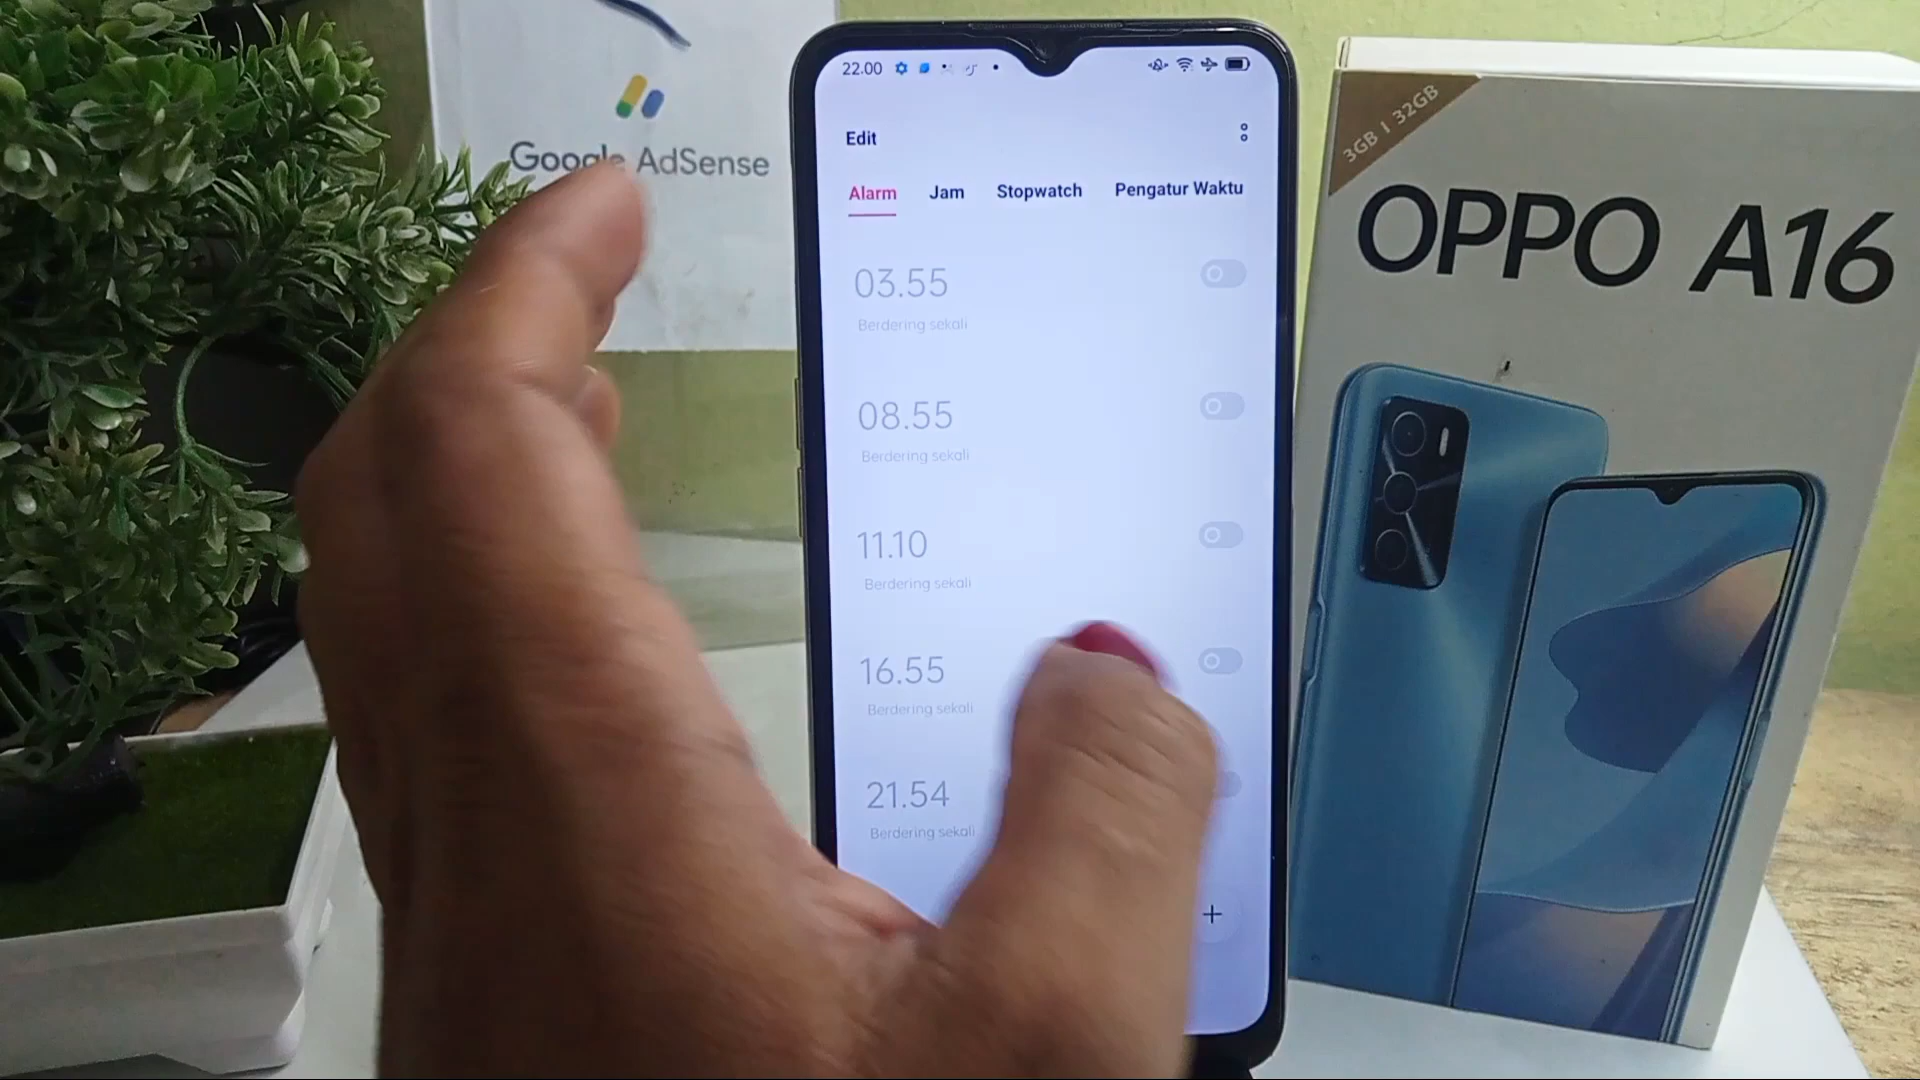 Google AdSense
22.00
Edit
Alarm Jam Stopwatch Pengatur Waktu
03.55
Berdering sekali
08.55
Berdering sekali
11.10
Berdering sekali
16.55
Berdering sekali
21.54
Berdering sekali
+
3GB | 32GB
OPPO A16